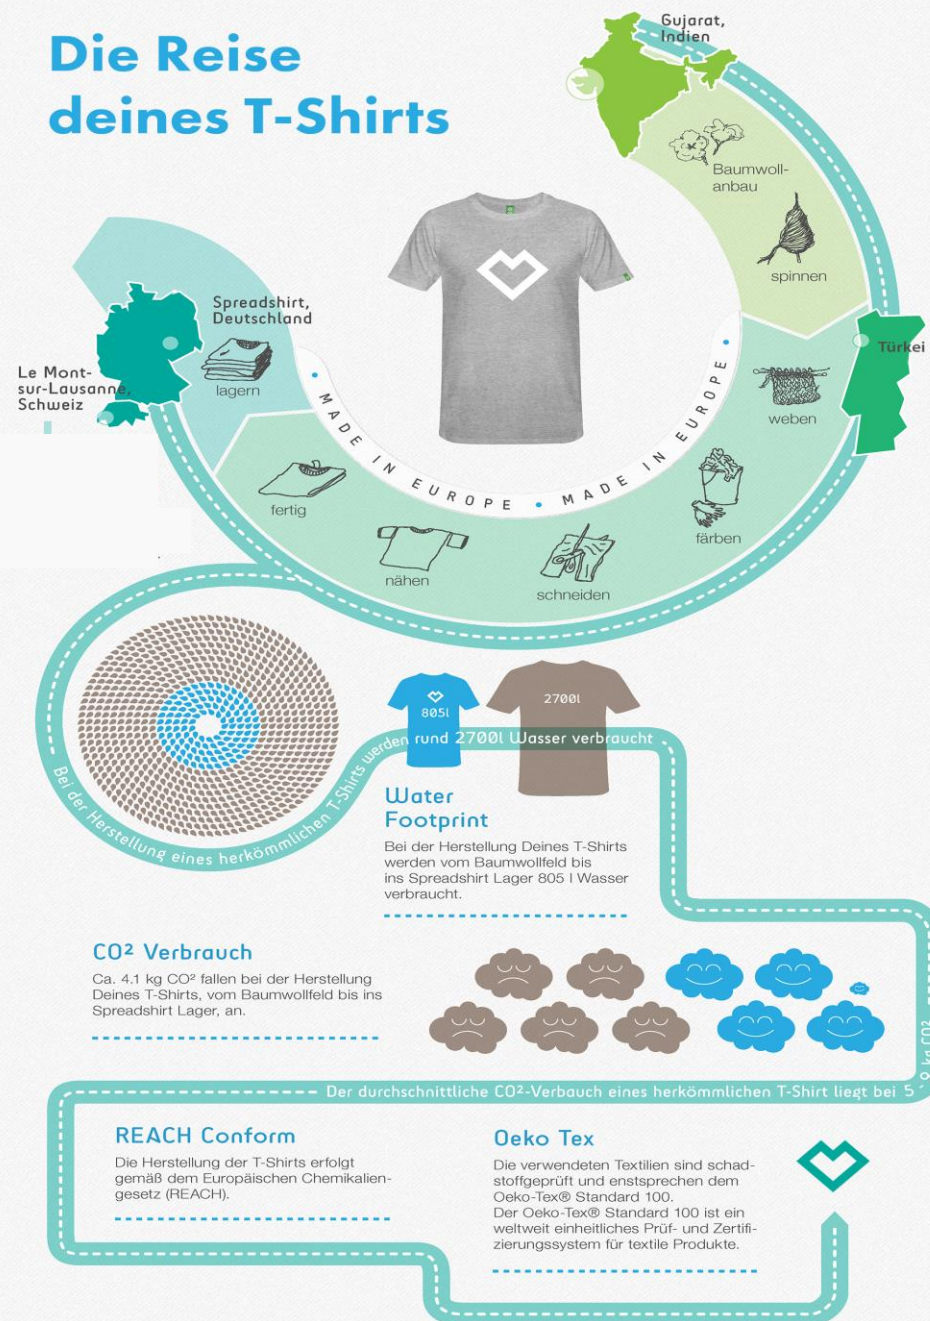 Die Reise
deines T-Shirts
Gujarat,
Indien
Baumwoll-
anbau
spinnen
Türkei
weben
färben
schneiden
nähen
fertig
Spreadshirt,
Deutschland
lagern
Le Mont-
sur-Lausanne,
Schweiz
• MADE IN EUROPE • MADE IN EUROPE •
Bei der Herstellung eines herkömmlichen T-Shirts werden rund 2700l Wasser verbraucht
805l
2700l
Water
Footprint
Bei der Herstellung Deines T-Shirts
werden vom Baumwollfeld bis
ins Spreadshirt Lager 805 l Wasser
verbraucht.
CO² Verbrauch
Ca. 4.1 kg CO² fallen bei der Herstellung
Deines T-Shirts, vom Baumwollfeld bis ins
Spreadshirt Lager, an.
Der durchschnittliche CO²-Verbauch eines herkömmlichen T-Shirt liegt bei 5 - 9 kg CO²
REACH Conform
Die Herstellung der T-Shirts erfolgt
gemäß dem Europäischen Chemikalien-
gesetz (REACH).
Oeko Tex
Die verwendeten Textilien sind schad-
stoffgeprüft und enstsprechen dem
Oeko-Tex® Standard 100.
Der Oeko-Tex® Standard 100 ist ein
weltweit einheitliches Prüf- und Zertifi-
zierungssystem für textile Produkte.